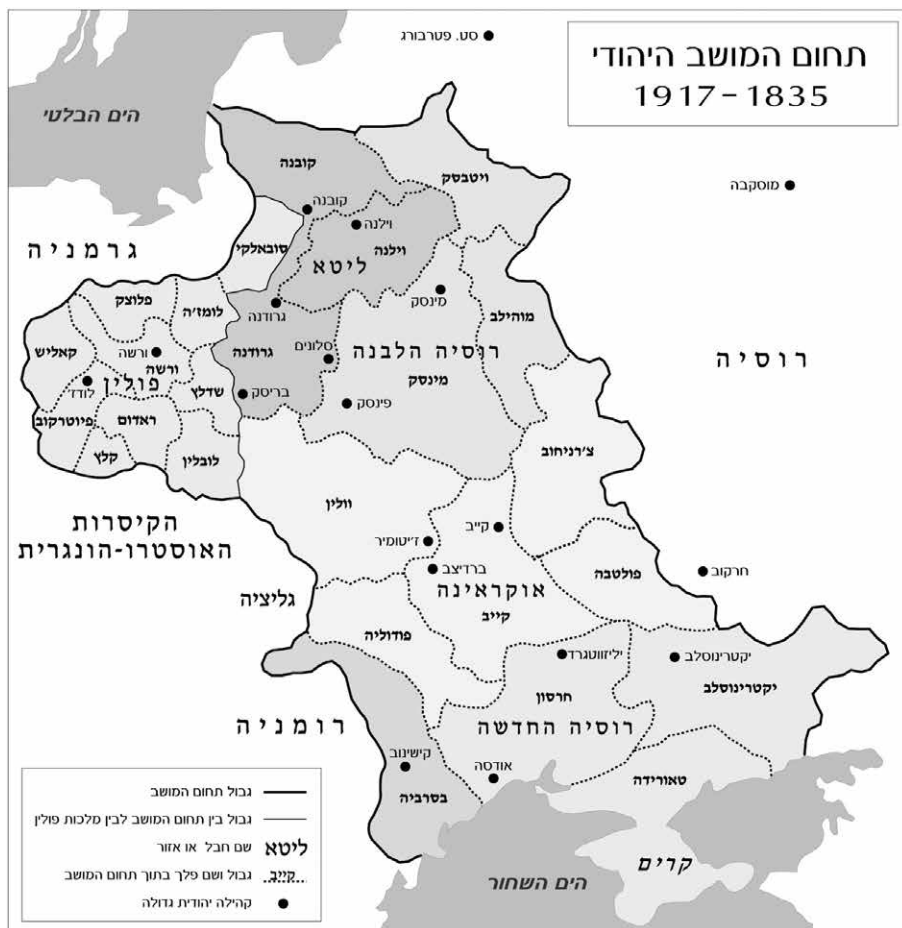 תחום המושב היהודי
1917-1835
סט. פטרבורג
הים הבלטי
מוסקבה
קובנה
ויטבסק
קובנה
וילנה
סובאלקי
וילנה
ליטא
גרמניה
מינסק
מוהילב
פלוצק
לומז'ה
גרודנה
רוסיה
קאליש
ורשה
ורשה
גרודנה
סלונים
רוסיה הלבנה
מינסק
פולין
לודז
שדלץ
בריסק
פינסק
פיוטרקוב
ראדום
קלץ
לובלין
צ'רניחוב
וולין
הקיסרות
האוסטרו-הונגרית
קייב
ז'יטומיר
ברדיצב
חרקוב
פולטבה
אוקראינה
גליציה
קייב
פודוליה
יליזווטגרד
יקטרינוסלב
יקטרינוסלב
חרסון
רומניה
רוסיה החדשה
קישינוב
אודסה
טאורידה
בסרביה
קרים
הים השחור
גבול תחום המושב
גבול בין תחום המושב לבין מלכות פולין
ליטא שם חבל או אזור
קייב גבול ושם פלך בתוך תחום המושב
קהילה יהודית גדולה